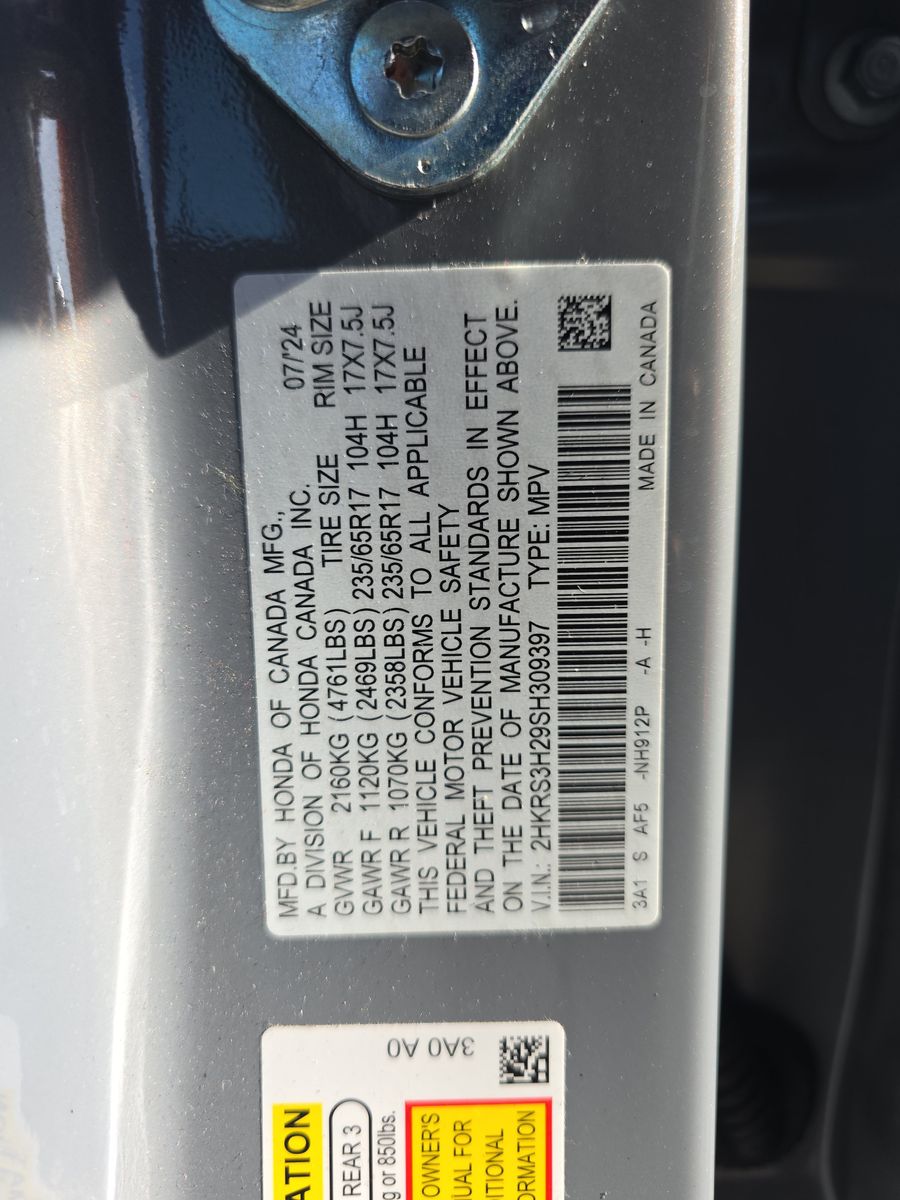 MFD.BY HONDA OF CANADA MFG., 07/'24
A DIVISION OF HONDA CANADA INC.
GVWR 2160KG (4761LBS) TIRE SIZE RIM SIZE
GAWR F 1120KG (2469LBS) 235/65R17 104H 17X7.5J
GAWR R 1070KG (2358LBS) 235/65R17 104H 17X7.5J
THIS VEHICLE CONFORMS TO ALL APPLICABLE
FEDERAL MOTOR VEHICLE SAFETY
AND THEFT PREVENTION STANDARDS IN EFFECT
ON THE DATE OF MANUFACTURE SHOWN ABOVE.
V.I.N.: 2HKRS3H29SH309397 TYPE: MPV
3A1 S AF5 -NH912P -A -H MADE IN CANADA
3A0 A0
ATION
REAR 3
g or 850lbs.
OWNER'S
UAL FOR
ITIONAL
ORMATION